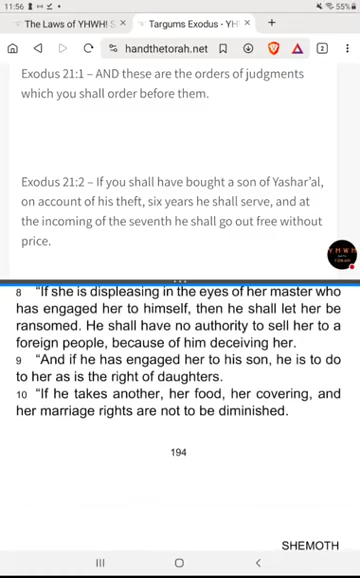 11:56
55%
The Laws of YHWH! S
Targums Exodus - YH
handthetorah.net
2
Exodus 21:1 – AND these are the orders of judgments
which you shall order before them.
Exodus 21:2 – If you shall have bought a son of Yashar’al,
on account of his theft, six years he shall serve, and at
the incoming of the seventh he shall go out free without
price.
8 “If she is displeasing in the eyes of her master who
has engaged her to himself, then he shall let her be
ransomed. He shall have no authority to sell her to a
foreign people, because of him deceiving her.
9 “And if he has engaged her to his son, he is to do
to her as is the right of daughters.
10 “If he takes another, her food, her covering, and
her marriage rights are not to be diminished.
194
SHEMOTH